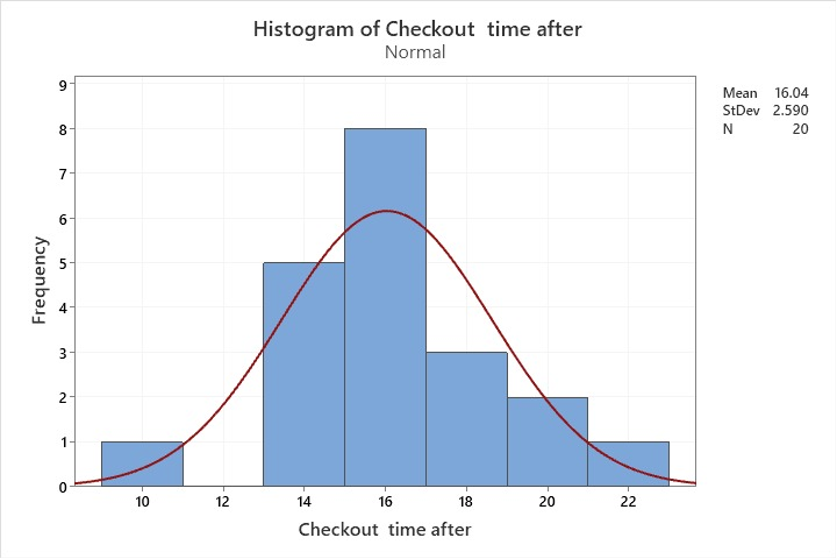 Histogram of Checkout  time after
Normal
Mean 16.04
StDev 2.590
N 20
9
8
7
6
5
4
3
2
1
0
Frequency
10 12 14 16 18 20 22
Checkout  time after